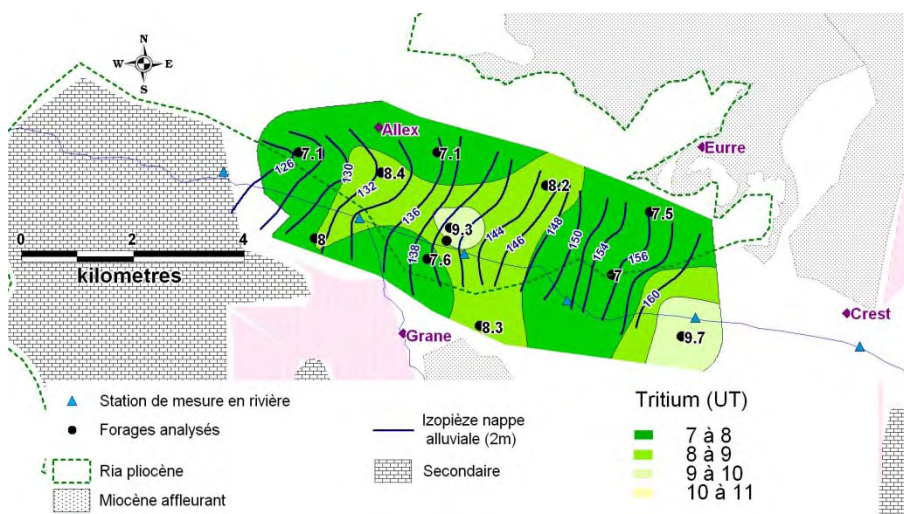 N
W E
S
Allex
Eurre
Crest
Grane
7.1
7.1
8.4
8.2
7.5
9.3
8
7.6
7
8.3
9.7
126
130
132
136
138
144
146
148
150
154
156
160
0 2 4
kilometres
Station de mesure en rivière
Forages analysés
Ria pliocène
Miocène affleurant
Izopièze nappe
alluviale (2m)
Secondaire
Tritium (UT)
7 à 8
8 à 9
9 à 10
10 à 11